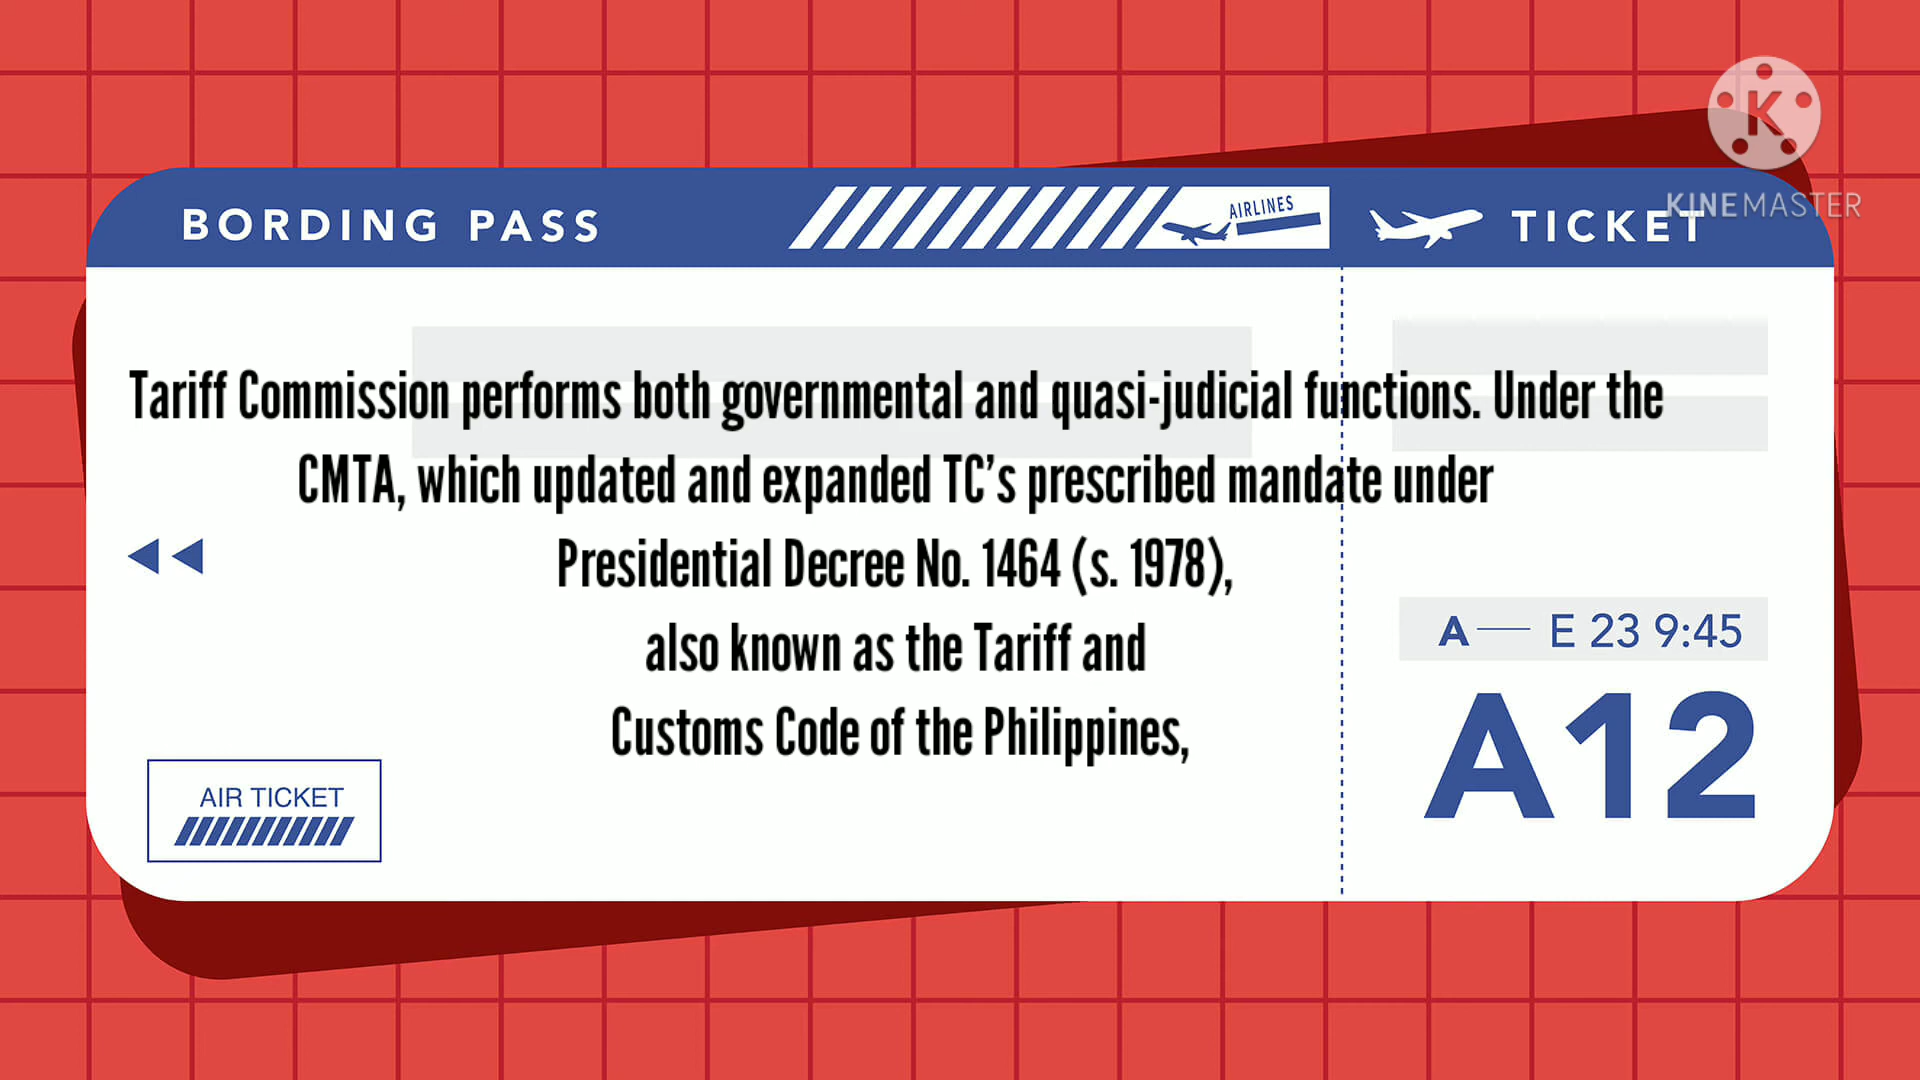 K
KINEMASTER
BORDING PASS
AIRLINES
TICKET
Tariff Commission performs both governmental and quasi-judicial functions. Under the
CMTA, which updated and expanded TC's prescribed mandate under
Presidential Decree No. 1464 (s. 1978),
also known as the Tariff and
Customs Code of the Philippines,
A — E 23 9:45
A12
AIR TICKET